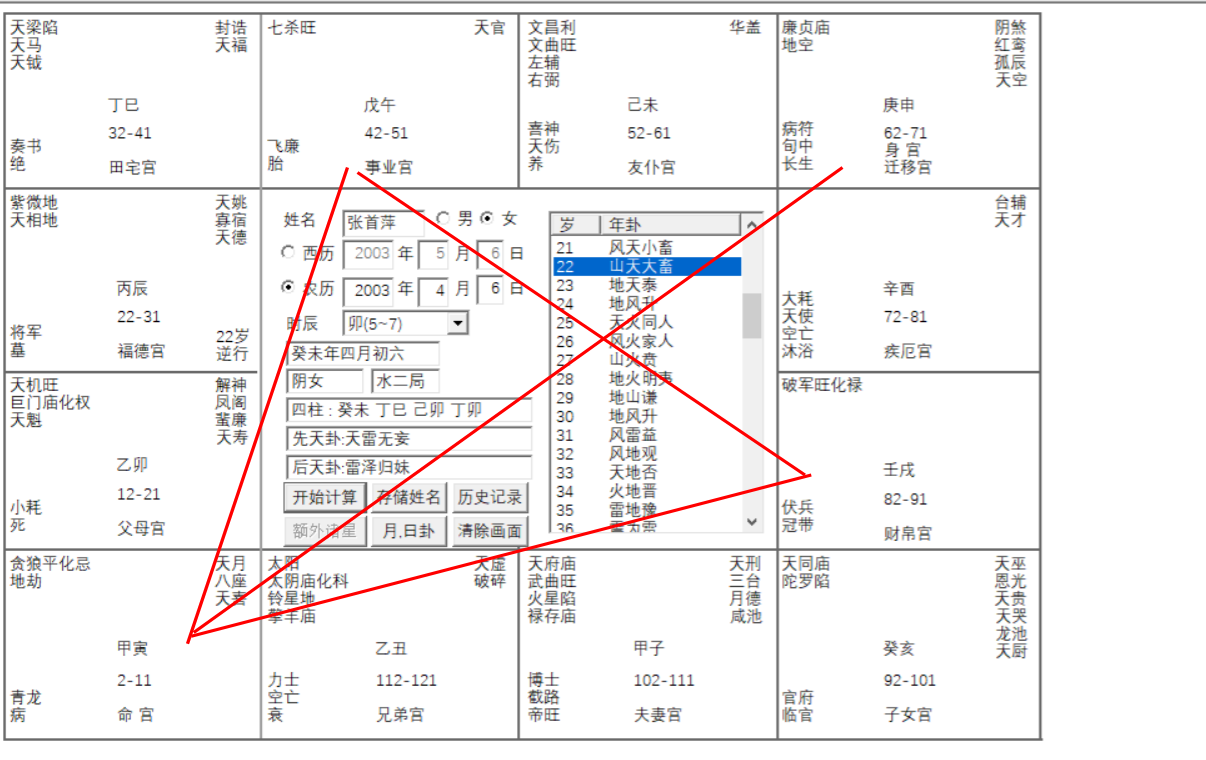 天梁陷 封诰
天马 天福
天钺
丁巳
32-41
奏书
绝 田宅宫
七杀旺 天官
戊午
42-51
飞廉
胎 事业宫
文昌利 华盖
文曲旺
左辅
右弼
己未
喜神 52-61
天伤
养 友仆宫
廉贞庙 阴煞
地空 红鸾
孤辰
天空
庚申
病符 62-71
旬中 身 宫
长生 迁移宫
紫微地 天姚
天相地 寡宿
天德
丙辰
22-31
将军 22岁
墓 福德宫 逆行
姓名 张首萍 男 女
西历 2003 年 5 月 6 日
农历 2003 年 4 月 6 日
时辰 卯(5~7)
癸未年四月初六
阴女 水二局
四柱:癸未 丁巳 己卯 丁卯
先天卦:天雷无妄
后天卦:雷泽归妹
开始计算 存储姓名 历史记录
额外诸星 月.日卦 清除画面
岁 年卦
21 风天小畜
22 山天大畜
23 地天泰
24 地风升
25 天火同人
26 风火家人
27 山火贲
28 地火明夷
29 地山谦
30 地风升
31 风雷益
32 风地观
33 天地否
34 火地晋
35 雷地豫
36
台辅
天才
辛酉
大耗
天使 72-81
空亡
沐浴 疾厄宫
天机旺 解神
巨门庙化权 凤阁
天魁 蜚廉
天寿
乙卯
12-21
小耗
死 父母宫
破军旺化禄
壬戌
82-91
伏兵
冠带 财帛宫
贪狼平化忌 天月
地劫 八座
天喜
甲寅
2-11
青龙
病 命 宫
太阳 天虚
太阴庙化科 破碎
铃星地
擎羊庙
乙丑
力士 112-121
空亡
衰 兄弟宫
天府庙 天刑
武曲旺 三台
火星陷 月德
禄存庙 咸池
甲子
博士 102-111
截路
帝旺 夫妻宫
天同庙 天巫
陀罗陷 恩光
天贵
天哭
龙池
天厨
癸亥
92-101
官府
临官 子女宫